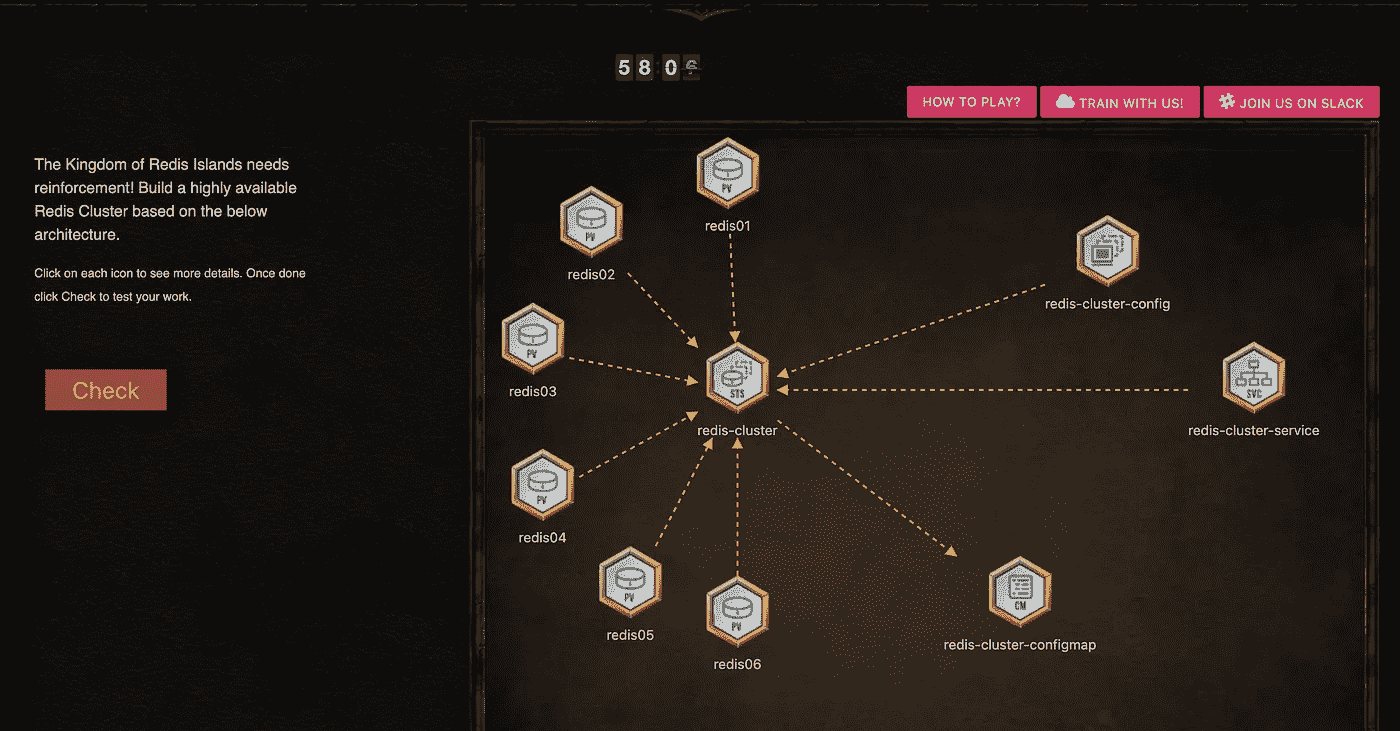 58 0
HOW TO PLAY?
TRAIN WITH US!
JOIN US ON SLACK
The Kingdom of Redis Islands needs
reinforcement! Build a highly available
Redis Cluster based on the below
architecture.
Click on each icon to see more details. Once done
click Check to test your work.
Check
PV
redis01
PV
redis02
redis-cluster-config
PV
redis03
STS
redis-cluster
SVC
redis-cluster-service
PV
redis04
PV
redis05
PV
redis06
CM
redis-cluster-configmap